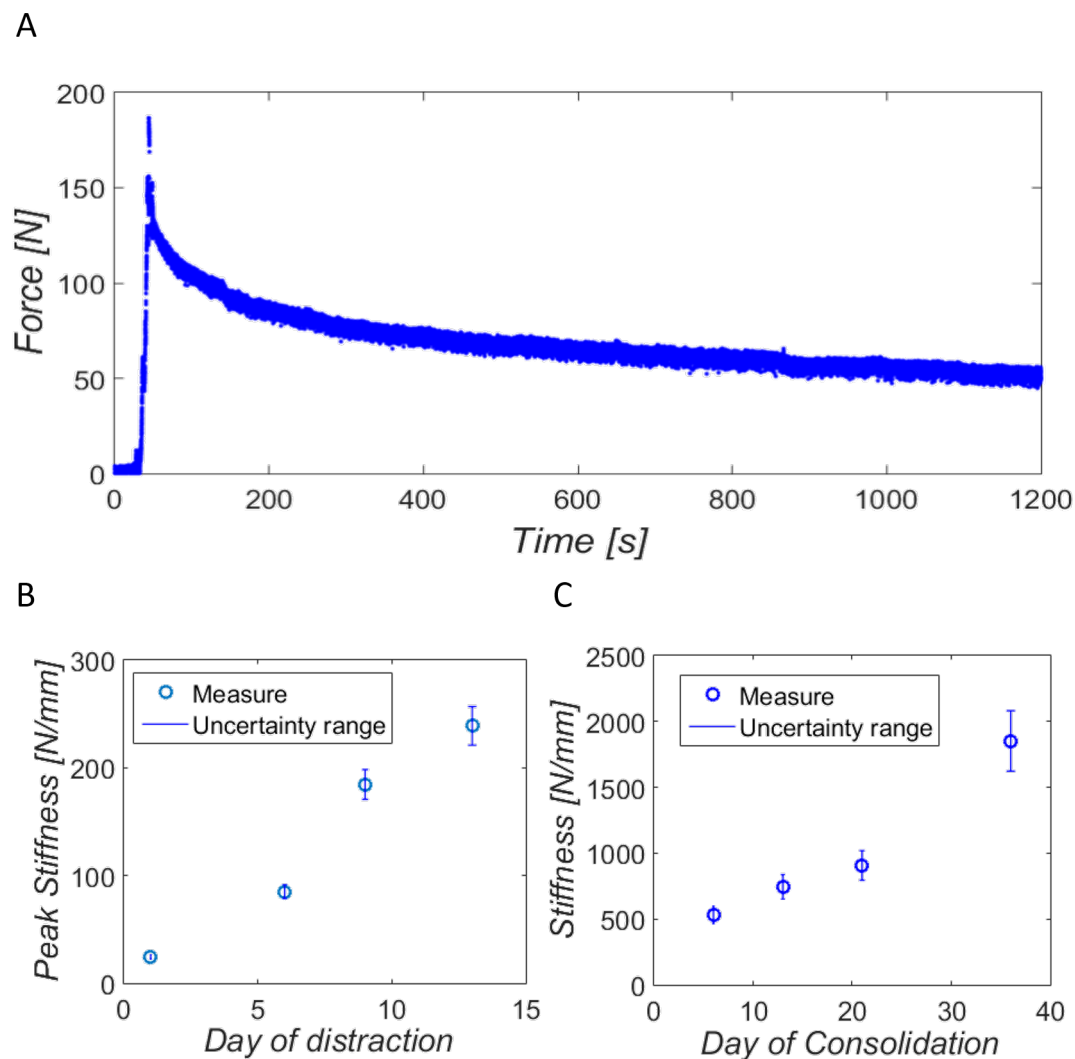 A
200
150
100
50
0
Force [N]
0 200 400 600 800 1000 1200
Time [s]
B
300
200
100
0
Peak Stiffness [N/mm]
Measure
Uncertainty range
0 5 10 15
Day of distraction
C
2500
2000
1500
1000
500
0
Stiffness [N/mm]
Measure
Uncertainty range
0 10 20 30 40
Day of Consolidation